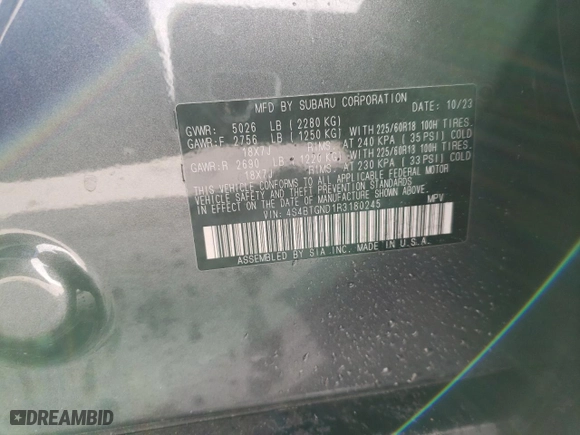 MFD BY SUBARU CORPORATION DATE: 10/23
GVWR: 5026 LB (2280 KG)
GAWR:F 2756 LB (1250 KG) WITH 225/60R18 100H TIRES.
18X7J RIMS. AT 240 KPA (35 PSI) COLD
GAWR:R 2690 LB (1220 KG) WITH 225/60R18 100H TIRES.
18X7J RIMS. AT 230 KPA (33 PSI) COLD
THIS VEHICLE CONFORMS TO ALL APPLICABLE FEDERAL MOTOR
VEHICLE SAFETY AND THEFT PREVENTION STANDARDS
IN EFFECT ON THE DATE OF MANUFACTURE SHOWN ABOVE.
VIN: 4S4BTGND1R3180245 MPV
ASSEMBLED BY SIA INC. MADE IN U.S.A.
DREAMBID